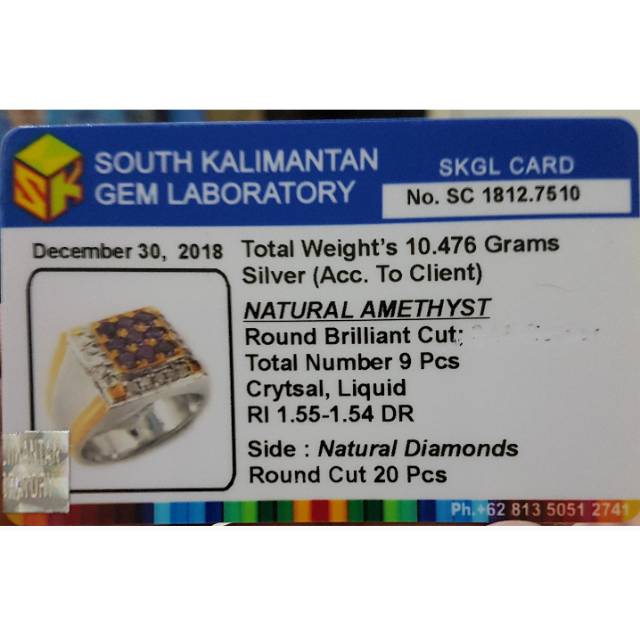 SK
SOUTH KALIMANTAN
GEM LABORATORY
SKGL CARD
No. SC 1812.7510
December 30, 2018
Total Weight's 10.476 Grams
Silver (Acc. To Client)
NATURAL AMETHYST
Round Brilliant Cut;
Total Number 9 Pcs
Crytsal, Liquid
RI 1.55-1.54 DR
Side : Natural Diamonds
Round Cut 20 Pcs
Ph.+62 813 5051 2741